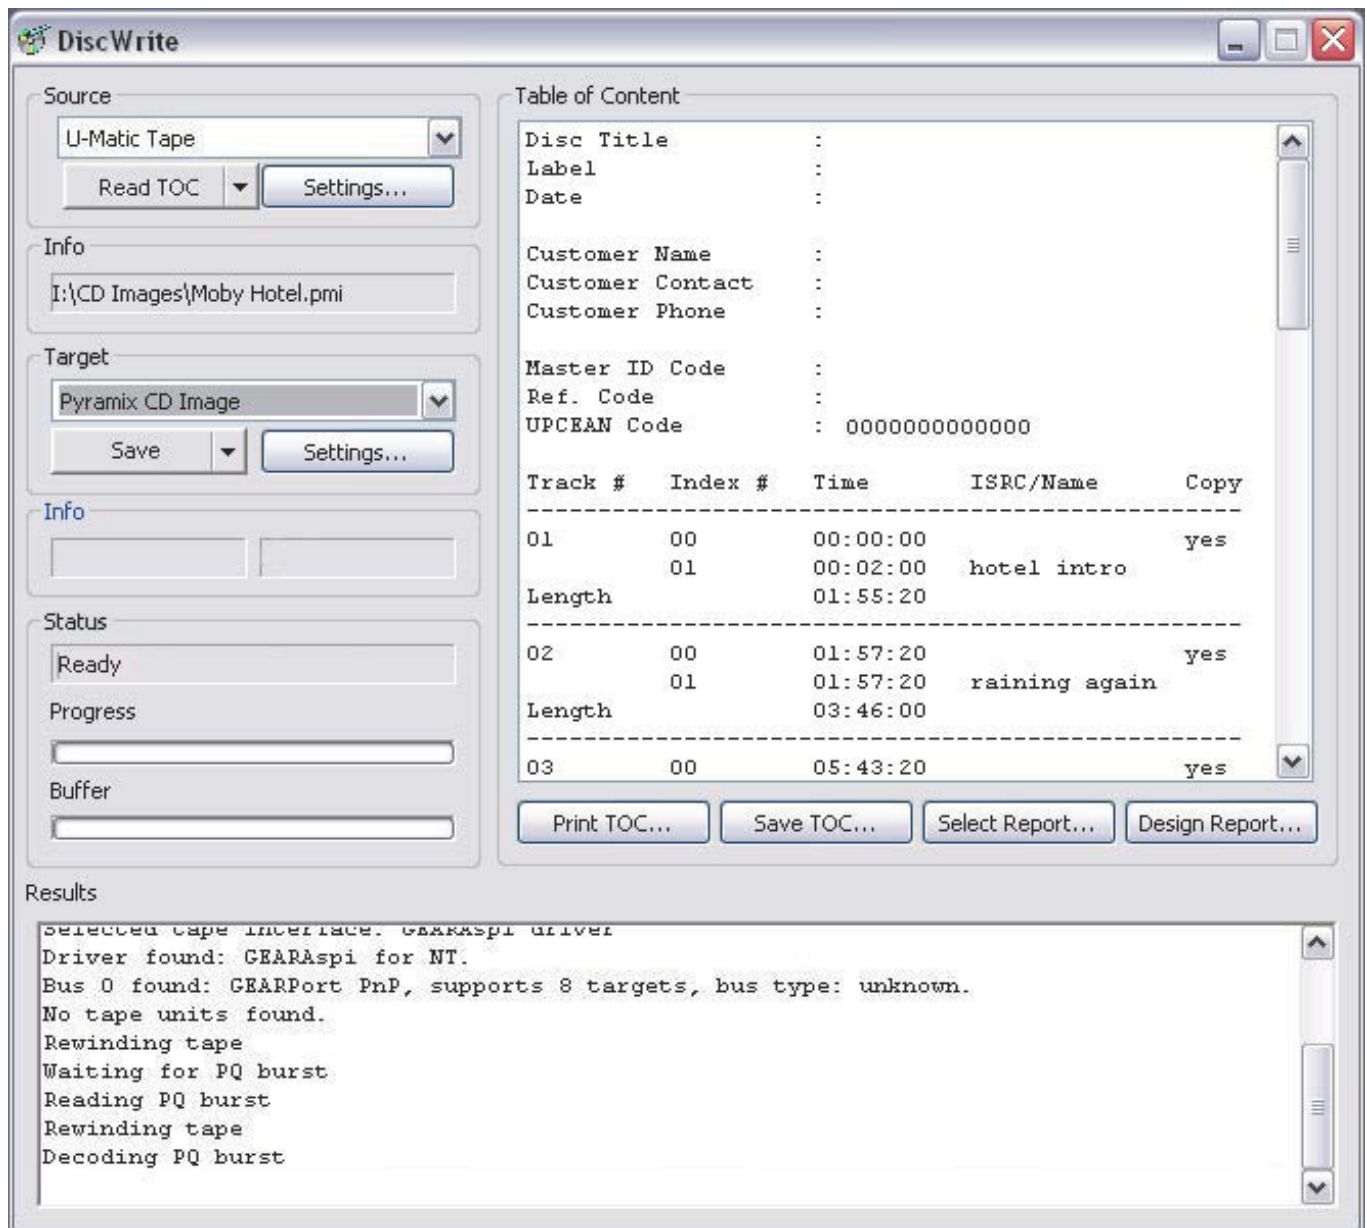 DiscWrite
Source
U-Matic Tape
Read TOC
Settings...
Info
I:\CD Images\Moby Hotel.pmi
Target
Pyramix CD Image
Save
Settings...
Info
Status
Ready
Progress
Buffer
Table of Content
Disc Title :
Label :
Date :
Customer Name :
Customer Contact :
Customer Phone :
Master ID Code :
Ref. Code :
UPCEAN Code : 0000000000000
Track # Index # Time ISRC/Name Copy
--------------------------------------------------
01 00 00:00:00 yes
01 00:02:00 hotel intro
Length 01:55:20
--------------------------------------------------
02 00 01:57:20 yes
01 01:57:20 raining again
Length 03:46:00
--------------------------------------------------
03 00 05:43:20 yes
Print TOC...
Save TOC...
Select Report...
Design Report...
Results
Selected tape interface: GEARAspi driver
Driver found: GEARAspi for NT.
Bus 0 found: GEARPort PnP, supports 8 targets, bus type: unknown.
No tape units found.
Rewinding tape
Waiting for PQ burst
Reading PQ burst
Rewinding tape
Decoding PQ burst